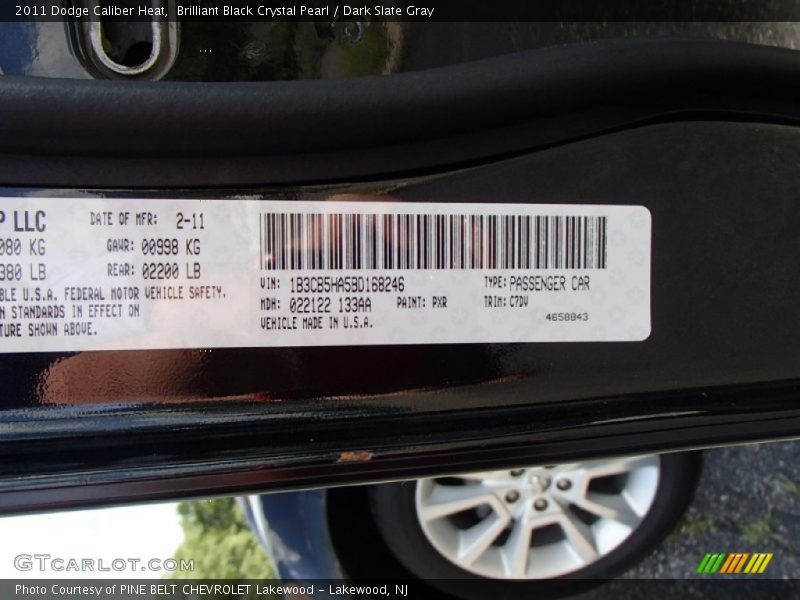 2011 Dodge Caliber Heat, Brilliant Black Crystal Pearl / Dark Slate Gray
P LLC DATE OF MFR: 2-11
080 KG GAWR: 00998 KG
380 LB REAR: 02200 LB
BLE U.S.A. FEDERAL MOTOR VEHICLE SAFETY.
N STANDARDS IN EFFECT ON
TURE SHOWN ABOVE.
VIN: 1B3CB5HA5BD168246 TYPE: PASSENGER CAR
MDH: 022122 133AA PAINT: PXR TRIM: C7DV
VEHICLE MADE IN U.S.A.
4658843
GTCarLot.com
Photo Courtesy of PINE BELT CHEVROLET Lakewood - Lakewood, NJ